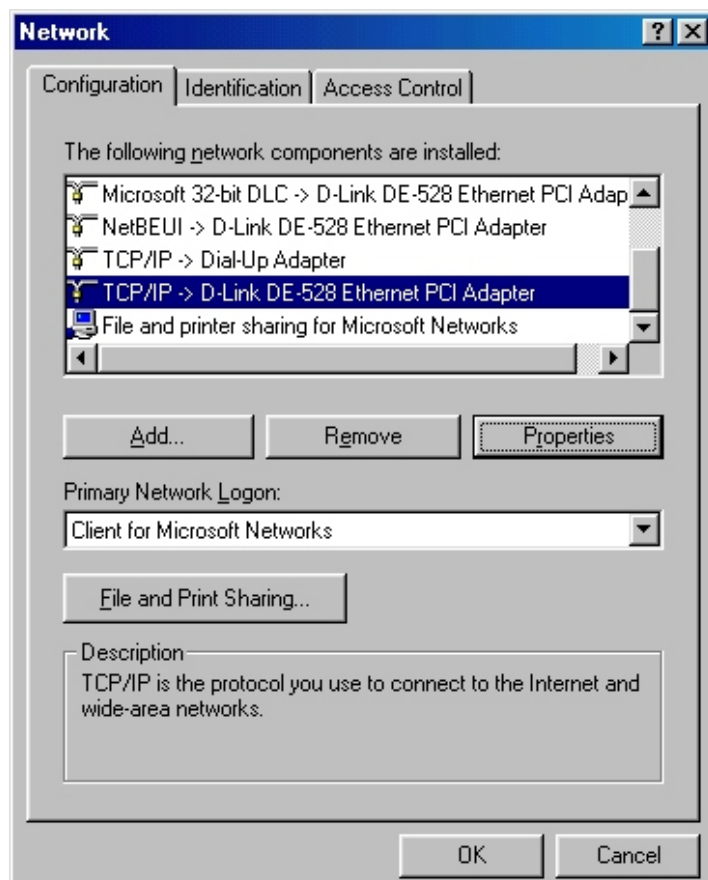 Network
Configuration Identification Access Control
The following network components are installed:
Microsoft 32-bit DLC -> D-Link DE-528 Ethernet PCI Adap
NetBEUI -> D-Link DE-528 Ethernet PCI Adapter
TCP/IP -> Dial-Up Adapter
TCP/IP -> D-Link DE-528 Ethernet PCI Adapter
File and printer sharing for Microsoft Networks
Add... Remove Properties
Primary Network Logon:
Client for Microsoft Networks
File and Print Sharing...
Description
TCP/IP is the protocol you use to connect to the Internet and
wide-area networks.
OK Cancel